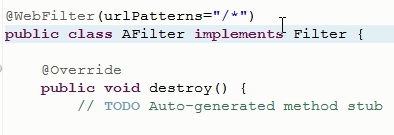 @WebFilter(urlPatterns="/*")
public class AFilter implements Filter {
@Override
public void destroy() {
// TODO Auto-generated method stub